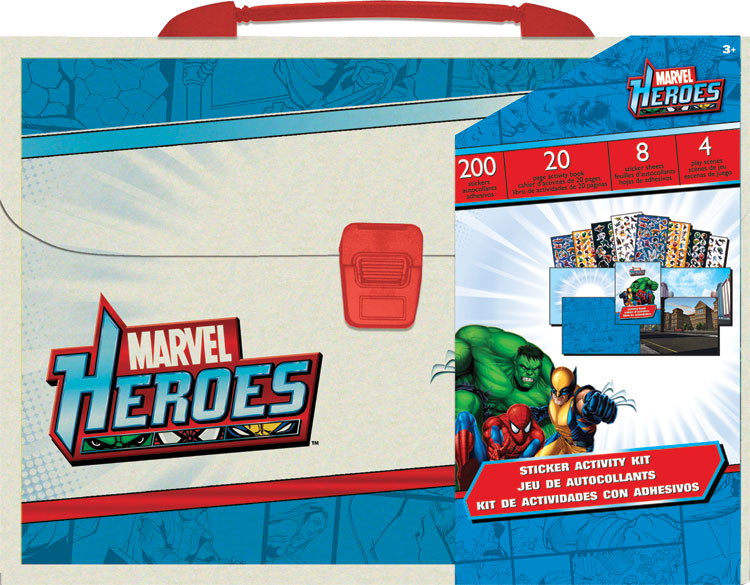 3+
MARVEL
HEROES
200
stickers
autocollants
adhesivos
20
page activity book
cahier d'activités de 20 pages
libro de actividades de 20 páginas
8
sticker sheets
feuilles d'autocollants
hojas de adhesivos
4
play scenes
scènes de jeu
escenas de juego
MARVEL
HEROES
TM
STICKER ACTIVITY KIT
JEU DE AUTOCOLLANTS
KIT DE ACTIVIDADES CON ADHESIVOS